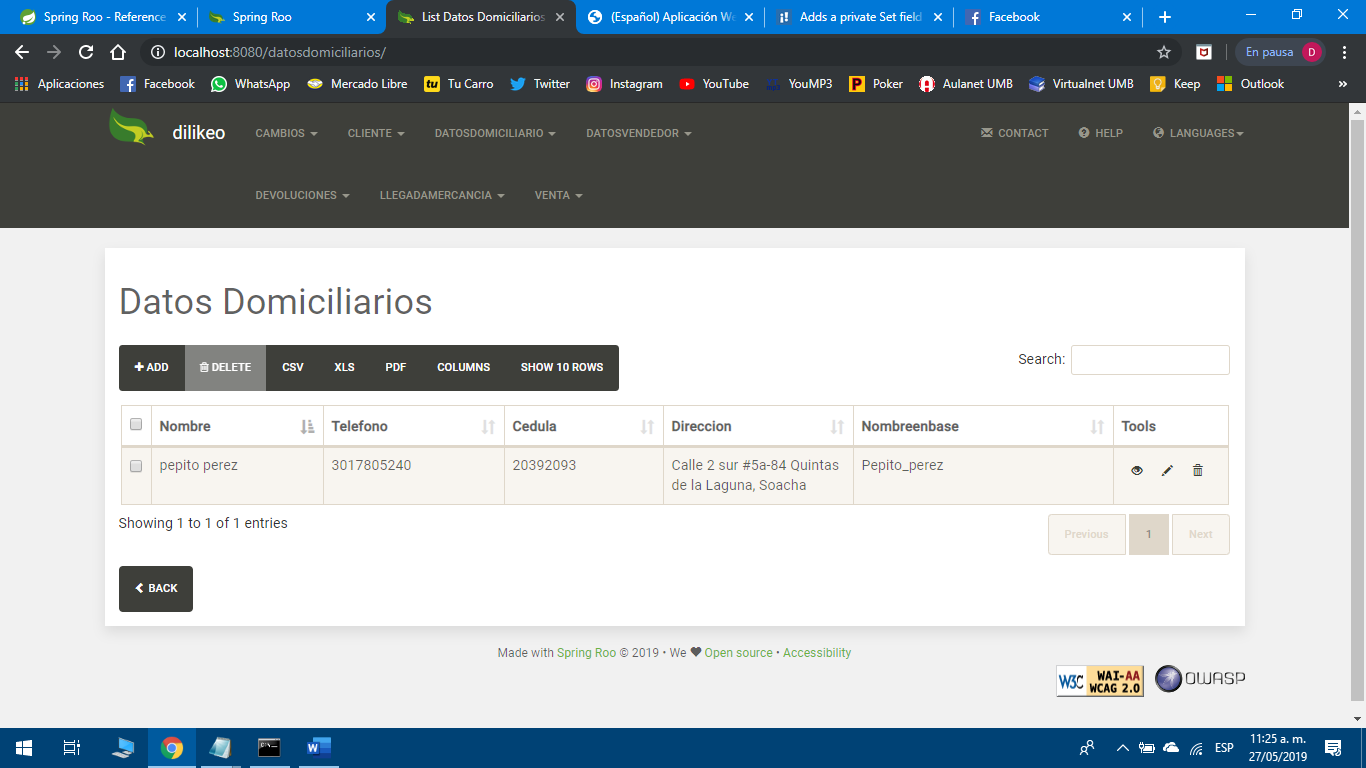 Spring Roo - Reference
Spring Roo
List Datos Domiciliarios
(Español) Aplicación We
Adds a private Set field
Facebook
localhost:8080/datosdomiciliarios/
En pausa D
Aplicaciones Facebook WhatsApp Mercado Libre tu Tu Carro Twitter Instagram YouTube YouMP3 P Poker Aulanet UMB Virtualnet UMB Keep Outlook »
dilikeo CAMBIOS CLIENTE DATOSDOMICILIARIO DATOSVENDEDOR CONTACT HELP LANGUAGES
DEVOLUCIONES LLEGADAMERCANCIA VENTA
Datos Domiciliarios
ADD DELETE CSV XLS PDF COLUMNS SHOW 10 ROWS Search:
Nombre Telefono Cedula Direccion Nombreenbase Tools
pepito perez 3017805240 20392093 Calle 2 sur #5a-84 Quintas de la Laguna, Soacha Pepito_perez
Showing 1 to 1 of 1 entries Previous 1 Next
BACK
Made with Spring Roo © 2019 • We ♥ Open source • Accessibility
W3C WAI-AA WCAG 2.0 OWASP
ESP 11:25 a. m.
27/05/2019